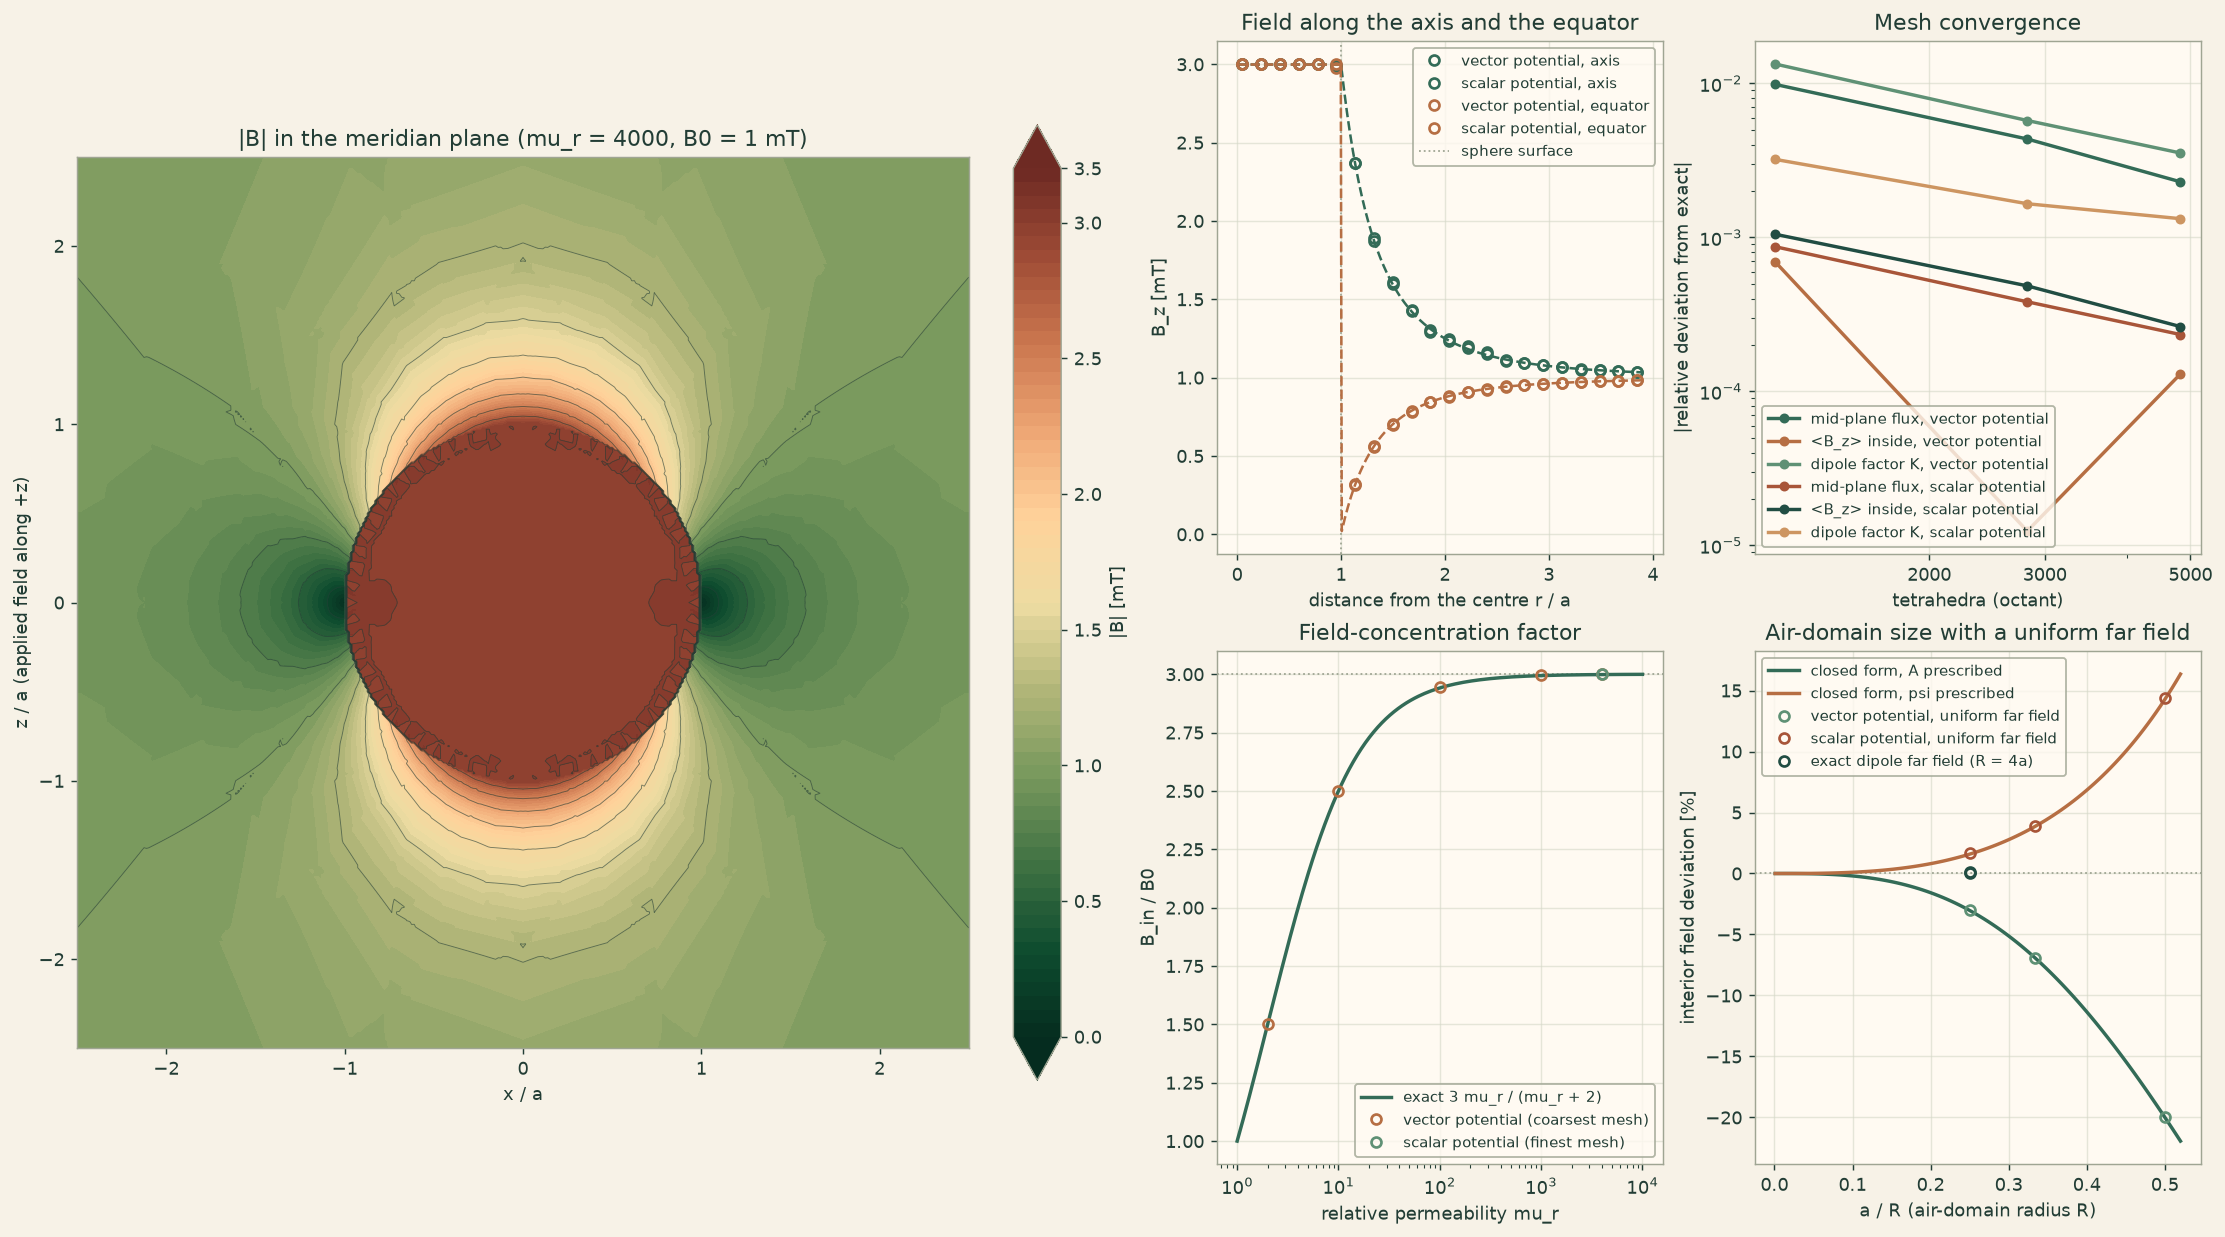 |B| in the meridian plane (mu_r = 4000, B0 = 1 mT)
z / a (applied field along +z)
2
1
0
−1
−2
−2
−1
0
1
2
x / a
3.5
3.0
2.5
2.0
1.5
1.0
0.5
0.0
|B| [mT]
Field along the axis and the equator
B_z [mT]
3.0
2.5
2.0
1.5
1.0
0.5
0.0
vector potential, axis
scalar potential, axis
vector potential, equator
scalar potential, equator
sphere surface
0
1
2
3
4
distance from the centre r / a
Mesh convergence
|relative deviation from exact|
10⁻²
10⁻³
10⁻⁴
10⁻⁵
mid-plane flux, vector potential
<B_z> inside, vector potential
dipole factor K, vector potential
mid-plane flux, scalar potential
<B_z> inside, scalar potential
dipole factor K, scalar potential
2000
3000
5000
tetrahedra (octant)
Field-concentration factor
B_in / B0
3.00
2.75
2.50
2.25
2.00
1.75
1.50
1.25
1.00
exact 3 mu_r / (mu_r + 2)
vector potential (coarsest mesh)
scalar potential (finest mesh)
10⁰
10¹
10²
10³
10⁴
relative permeability mu_r
Air-domain size with a uniform far field
interior field deviation [%]
15
10
5
0
−5
−10
−15
−20
closed form, A prescribed
closed form, psi prescribed
vector potential, uniform far field
scalar potential, uniform far field
exact dipole far field (R = 4a)
0.0
0.1
0.2
0.3
0.4
0.5
a / R (air-domain radius R)